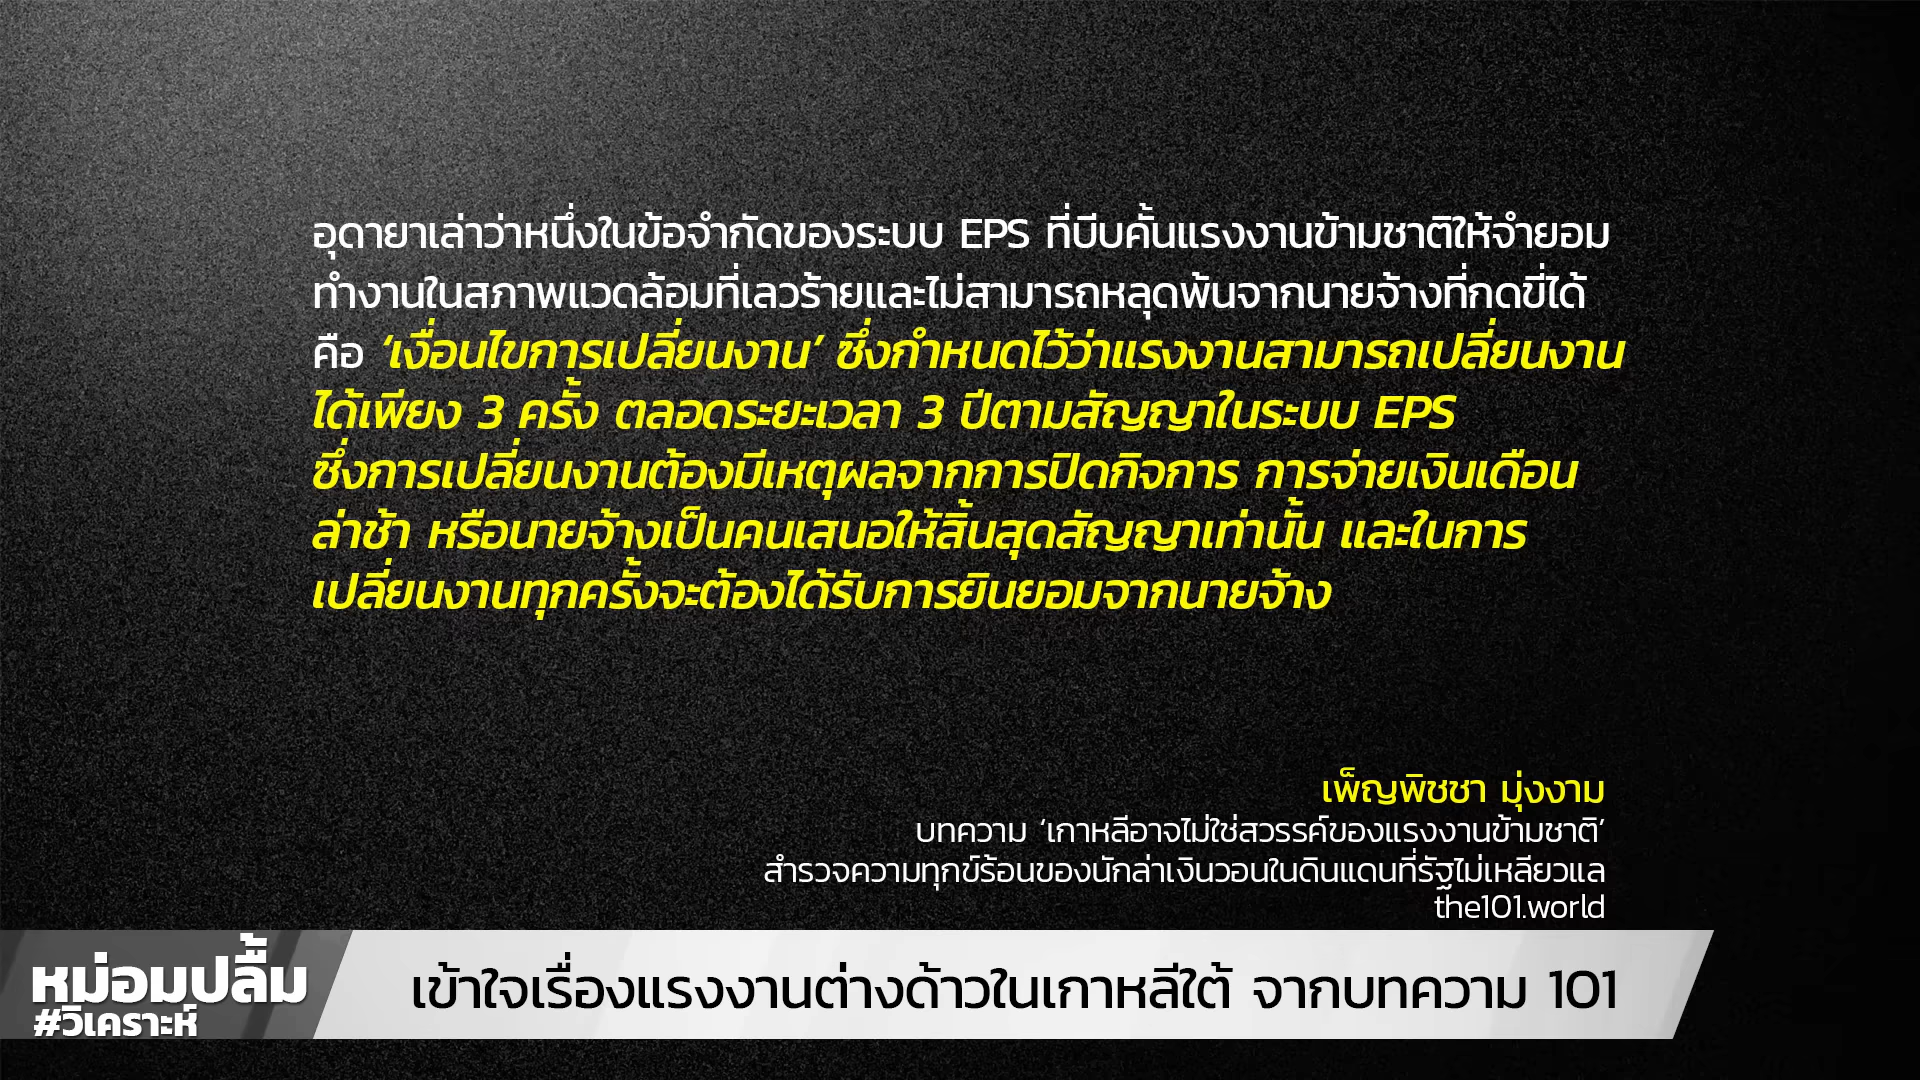 อุดายาเล่าว่าหนึ่งในข้อจำกัดของระบบ EPS ที่บีบคั้นแรงงานข้ามชาติให้จำยอม
ทำงานในสภาพแวดล้อมที่เลวร้ายและไม่สามารถหลุดพ้นจากนายจ้างที่กดขี่ได้
คือ ‘เงื่อนไขการเปลี่ยนงาน’ ซึ่งกำหนดไว้ว่าแรงงานสามารถเปลี่ยนงาน
ได้เพียง 3 ครั้ง ตลอดระยะเวลา 3 ปีตามสัญญาในระบบ EPS
ซึ่งการเปลี่ยนงานต้องมีเหตุผลจากการปิดกิจการ การจ่ายเงินเดือน
ล่าช้า หรือนายจ้างเป็นคนเสนอให้สิ้นสุดสัญญาเท่านั้น และในการ
เปลี่ยนงานทุกครั้งจะต้องได้รับการยินยอมจากนายจ้าง
เพ็ญพิชชา มุ่งงาม
บทความ ‘เกาหลีอาจไม่ใช่สวรรค์ของแรงงานข้ามชาติ’
สำรวจความทุกข์ร้อนของนักล่าเงินวอนในดินแดนที่รัฐไม่เหลียวแล
the101.world
หม่อมปลื้ม
#วิเคราะห์
เข้าใจเรื่องแรงงานต่างด้าวในเกาหลีใต้ จากบทความ 101